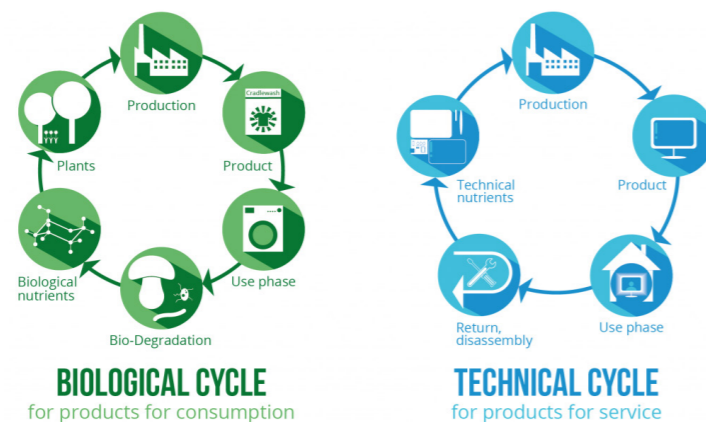 Production
Cradlewash
Product
Use phase
Bio-Degradation
Biological
nutrients
Plants
BIOLOGICAL CYCLE
for products for consumption
Production
Product
Use phase
Return,
disassembly
Technical
nutrients
TECHNICAL CYCLE
for products for service